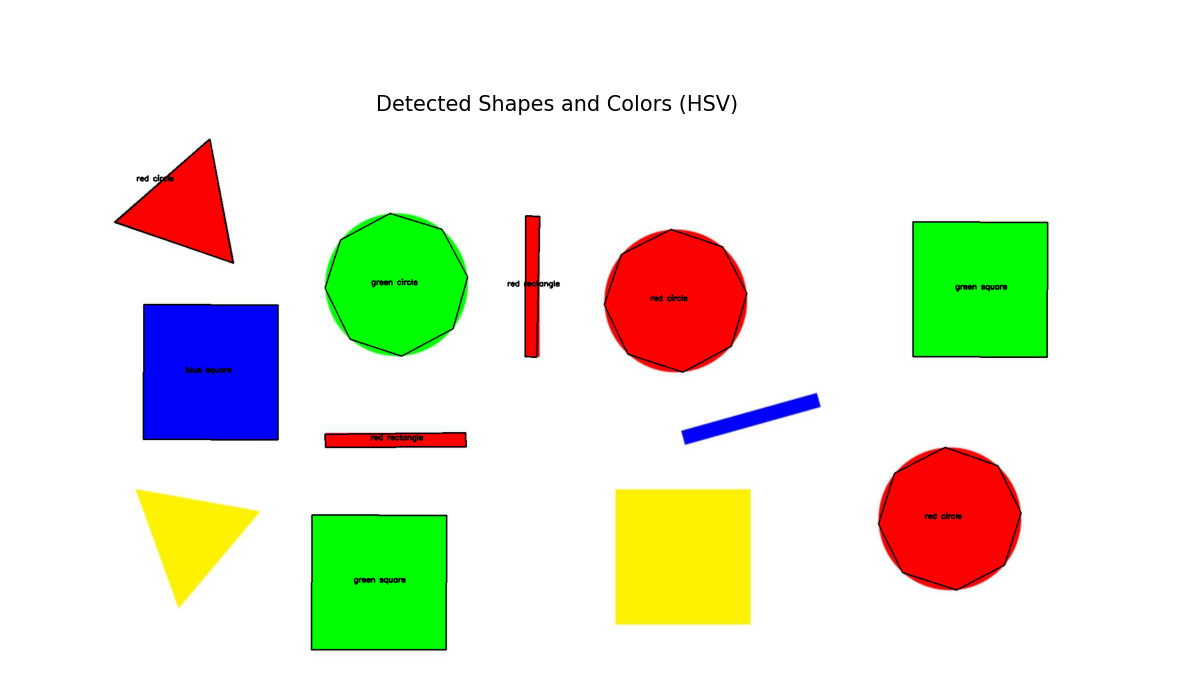 Detected Shapes and Colors (HSV)
red circle
green circle
red rectangle
red circle
green square
blue square
red rectangle
red circle
green square